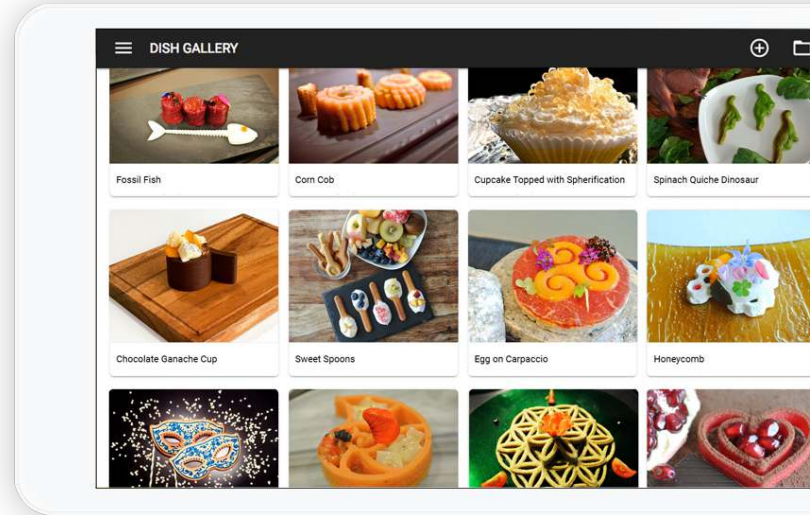 DISH GALLERY
Fossil Fish
Corn Cob
Cupcake Topped with Spherification
Spinach Quiche Dinosaur
Chocolate Ganache Cup
Sweet Spoons
Egg on Carpaccio
Honeycomb